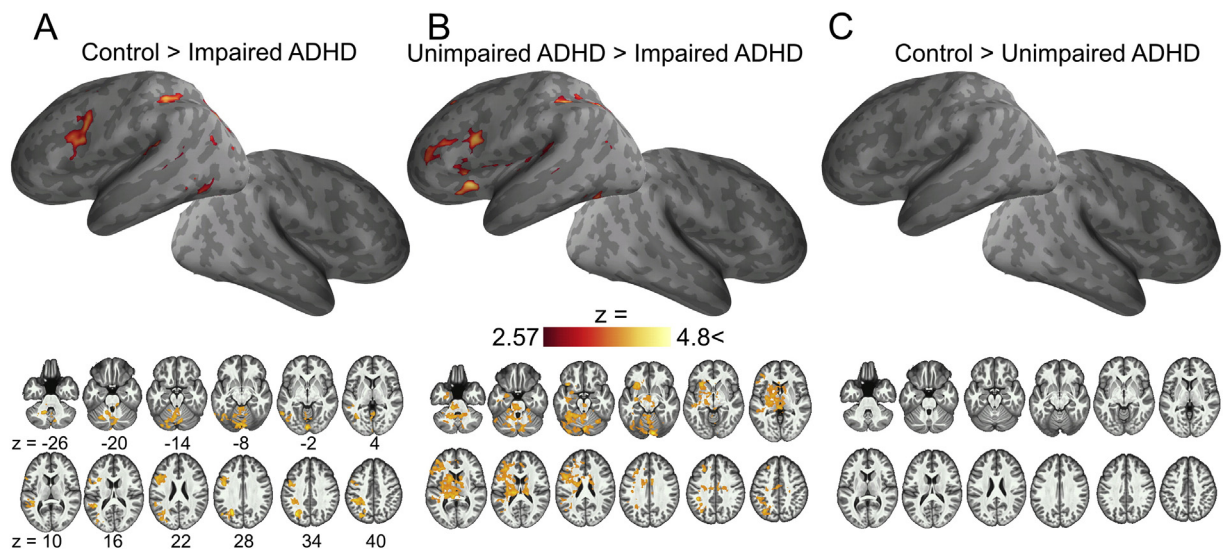 A
B
C
Control > Impaired ADHD
Unimpaired ADHD > Impaired ADHD
Control > Unimpaired ADHD
z =
2.57
4.8<
z = -26 -20 -14 -8 -2 4
z = 10 16 22 28 34 40